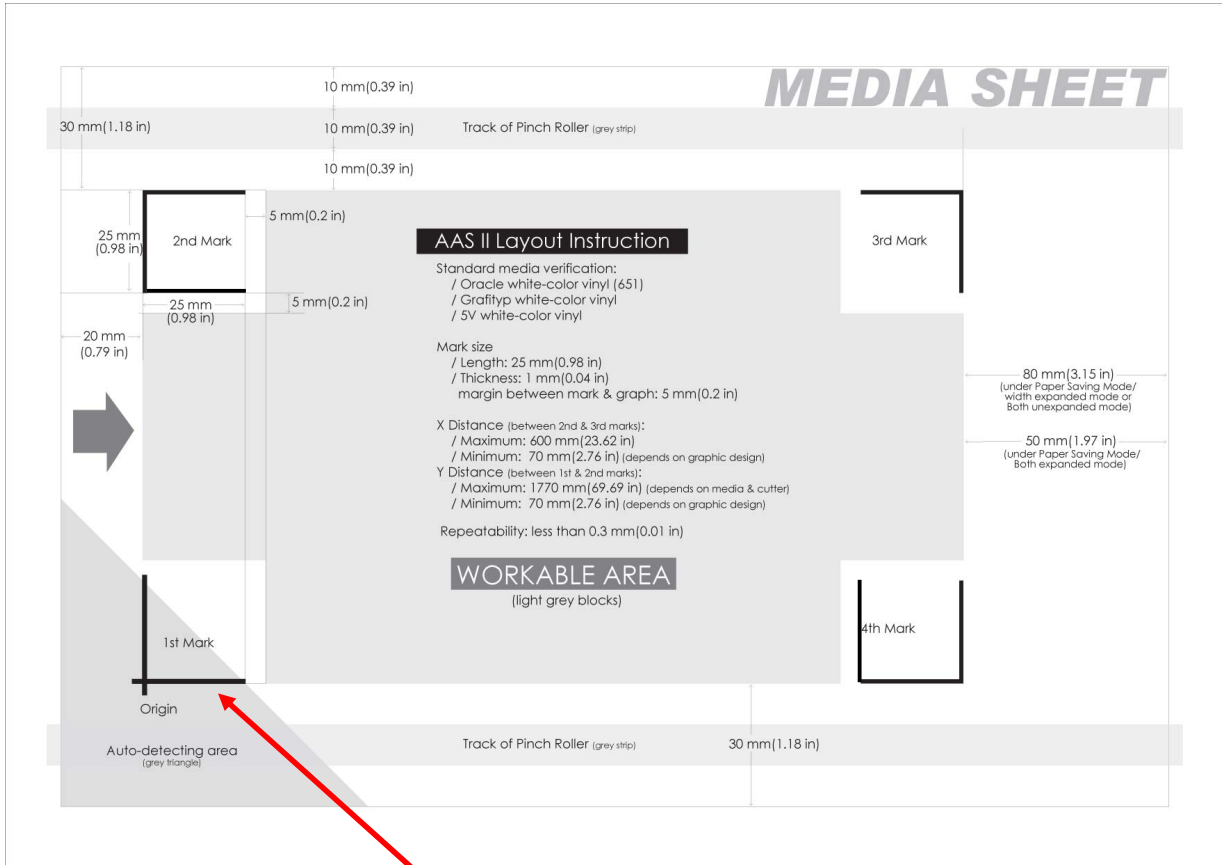 MEDIA SHEET
10 mm(0.39 in)
30 mm(1.18 in)
10 mm(0.39 in)
Track of Pinch Roller (grey strip)
10 mm(0.39 in)
5 mm(0.2 in)
25 mm
(0.98 in)
2nd Mark
3rd Mark
AAS II Layout Instruction
Standard media verification:
/ Oracle white-color vinyl (651)
/ Grafityp white-color vinyl
/ 5V white-color vinyl
25 mm
(0.98 in)
5 mm(0.2 in)
20 mm
(0.79 in)
Mark size
/ Length: 25 mm(0.98 in)
/ Thickness: 1 mm(0.04 in)
margin between mark & graph: 5 mm(0.2 in)
80 mm(3.15 in)
(under Paper Saving Mode/
width expanded mode or
Both unexpanded mode)
X Distance (between 2nd & 3rd marks):
/ Maximum: 600 mm(23.62 in)
/ Minimum: 70 mm(2.76 in) (depends on graphic design)
Y Distance (between 1st & 2nd marks):
/ Maximum: 1770 mm(69.69 in) (depends on media & cutter)
/ Minimum: 70 mm(2.76 in) (depends on graphic design)
50 mm(1.97 in)
(under Paper Saving Mode/
Both expanded mode)
Repeatability: less than 0.3 mm(0.01 in)
WORKABLE AREA
(light grey blocks)
1st Mark
4th Mark
Origin
Auto-detecting area
(grey triangle)
Track of Pinch Roller (grey strip)
30 mm(1.18 in)